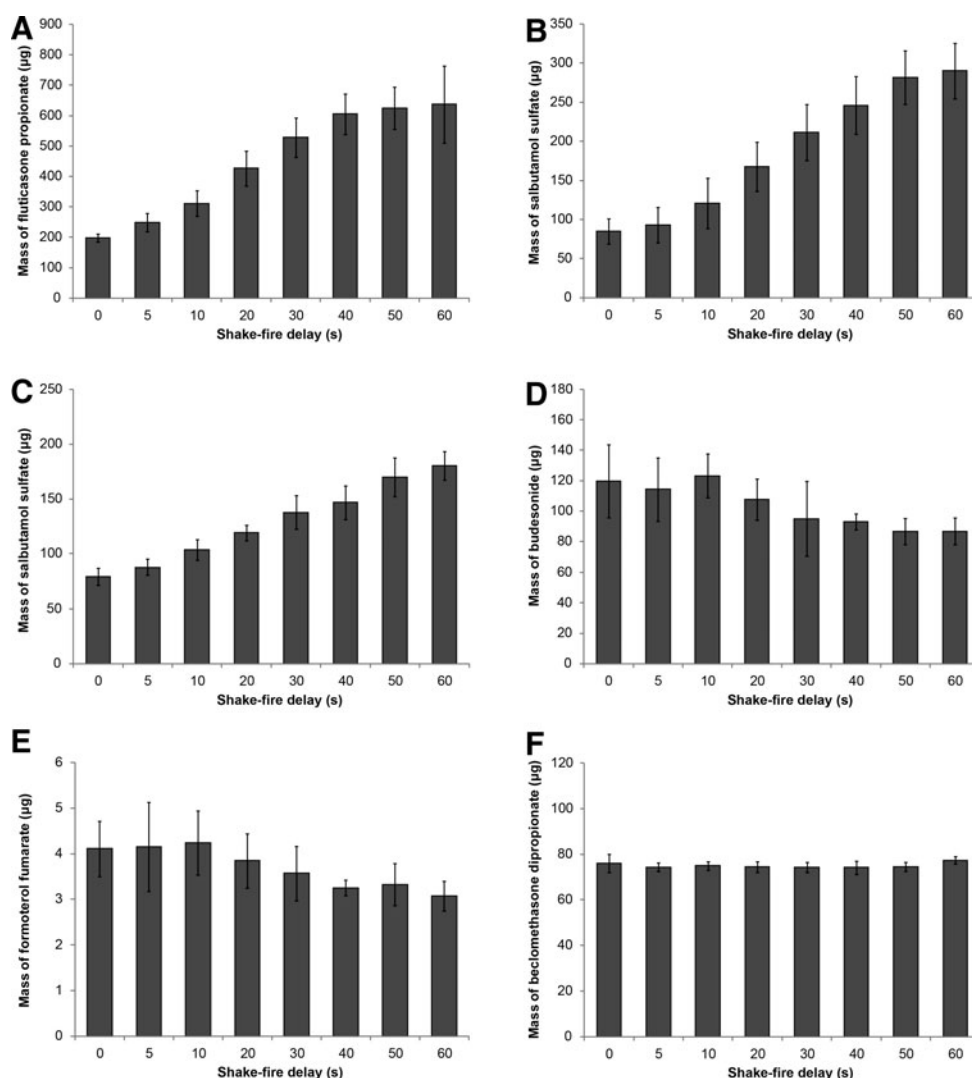 A
Mass of fluticasone propionate (µg)
900
800
700
600
500
400
300
200
100
0
0 5 10 20 30 40 50 60
Shake-fire delay (s)
B
Mass of salbutamol sulfate (µg)
350
300
250
200
150
100
50
0
0 5 10 20 30 40 50 60
Shake-fire delay (s)
C
Mass of salbutamol sulfate (µg)
250
200
150
100
50
0
0 5 10 20 30 40 50 60
Shake-fire delay (s)
D
Mass of budesonide (µg)
180
160
140
120
100
80
60
40
20
0
0 5 10 20 30 40 50 60
Shake-fire delay (s)
E
Mass of formoterol fumarate (µg)
6
5
4
3
2
1
0
0 5 10 20 30 40 50 60
Shake-fire delay (s)
F
Mass of beclomethasone dipropionate (µg)
120
100
80
60
40
20
0
0 5 10 20 30 40 50 60
Shake-fire delay (s)